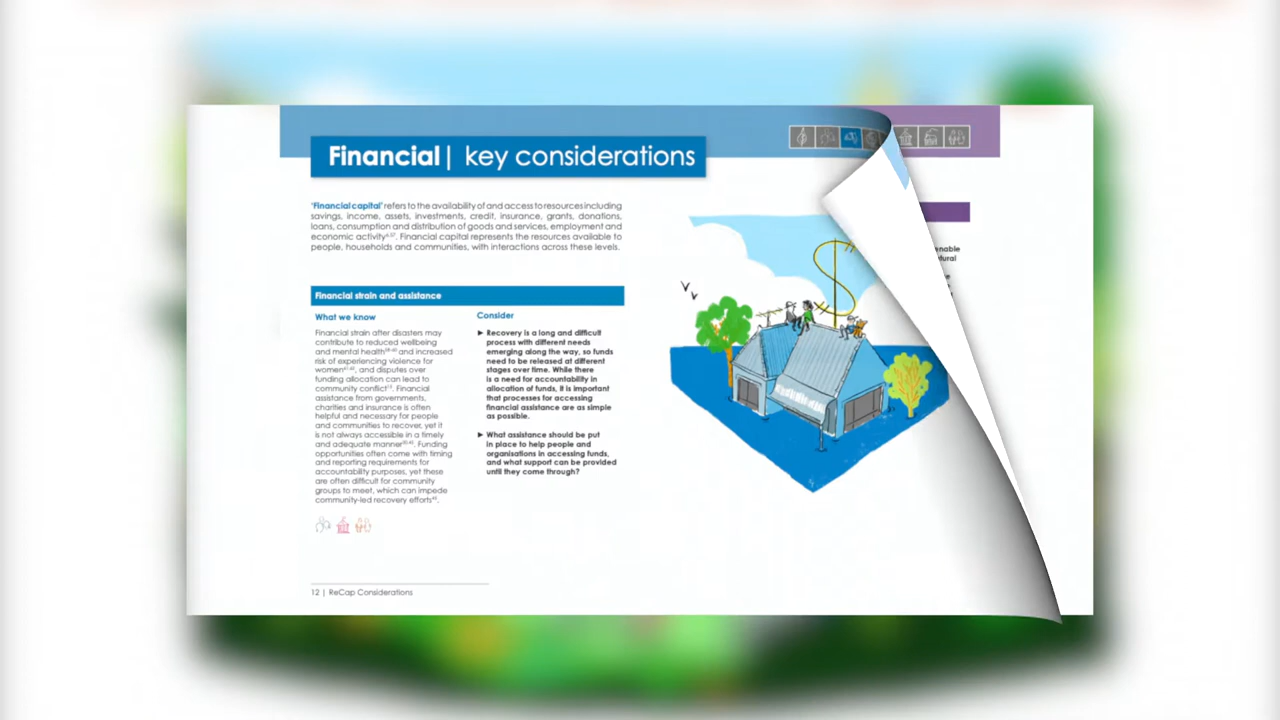 Financial | key considerations
'Financial capital' refers to the availability of and access to resources including
savings, income, assets, investments, credit, insurance, grants, donations,
loans, consumption and distribution of goods and services, employment and
economic activity. Financial capital represents the resources available to
people, households and communities, with interactions across these levels.
Financial strain and assistance
What we know
Financial strain after disasters may
contribute to reduced wellbeing
and mental health and increased
risk of experiencing violence for
women, and disputes over
funding allocation can lead to
community conflict. Financial
assistance from governments,
charities and insurance is often
helpful and necessary for people
and communities to recover, yet it
is not always accessible in a timely
and adequate manner. Funding
opportunities often come with timing
and reporting requirements for
accountability purposes, yet these
are often difficult for community
groups to meet, which can impede
community-led recovery efforts.
Consider
► Recovery is a long and difficult
process with different needs
emerging along the way, so funds
need to be released at different
stages over time. While there
is a need for accountability in
allocation of funds, it is important
that processes for accessing
financial assistance are as simple
as possible.
► What assistance should be put
in place to help people and
organisations in accessing funds,
and what support can be provided
until they come through?
12 | ReCap Considerations